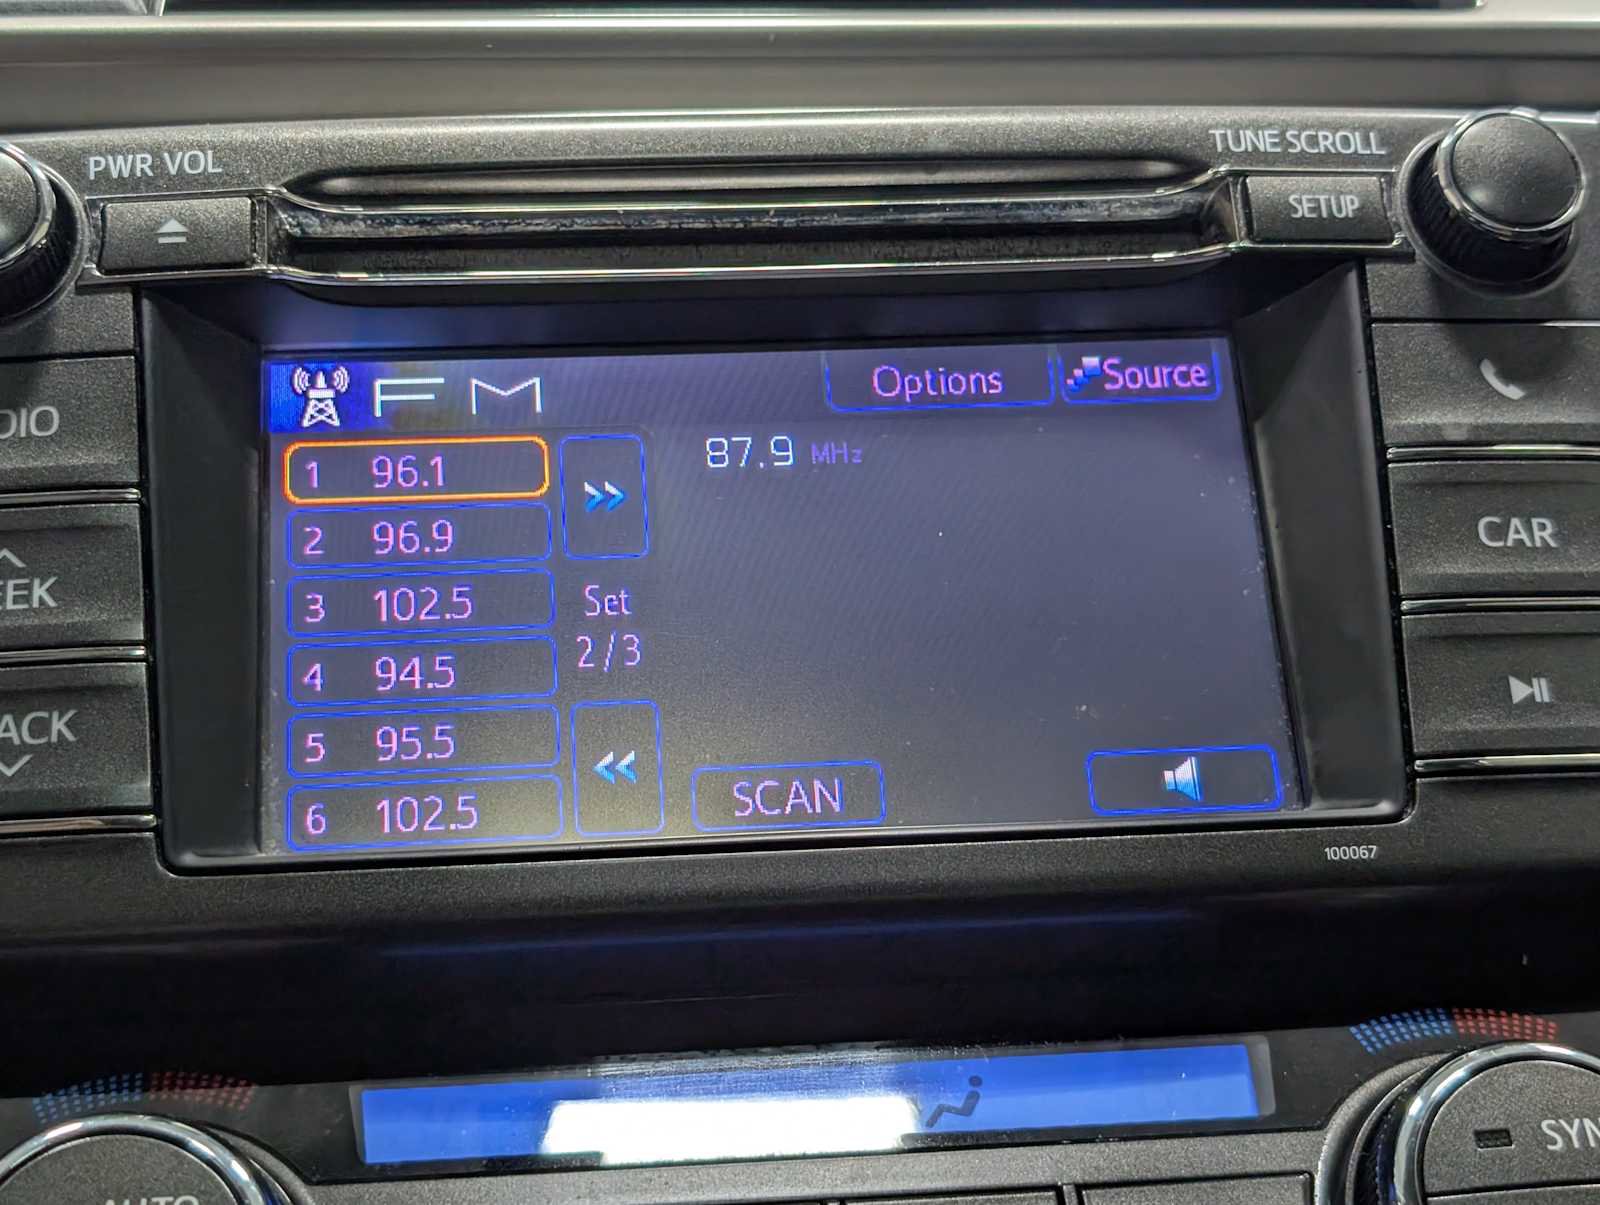 PWR VOL
TUNE SCROLL
SETUP
FM
Options
Source
1 96.1
87.9 MHz
2 96.9
3 102.5
Set
2/3
4 94.5
5 95.5
6 102.5
SCAN
DIO
EEK
ACK
CAR
100067
SYN
AUTO